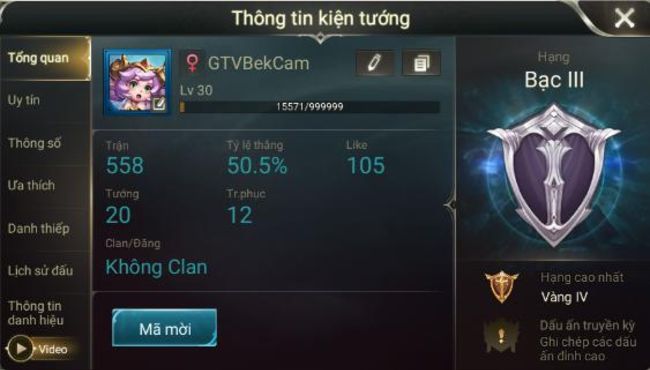 Thông tin kiện tướng
Tổng quan
Uy tín
Thông số
Ưa thích
Danh thiếp
Lịch sử đấu
Thông tin
danh hiệu
Video
GTVBekCam
Lv 30
15571/999999
Trận
Tỷ lệ thắng
Like
558
50.5%
105
Tướng
Tr.phục
20
12
Clan/Đăng
Không Clan
Mã mời
Hạng
Bạc III
Hạng cao nhất
Vàng IV
Dấu ấn truyền kỳ
Ghi chép các dấu
ấn đỉnh cao